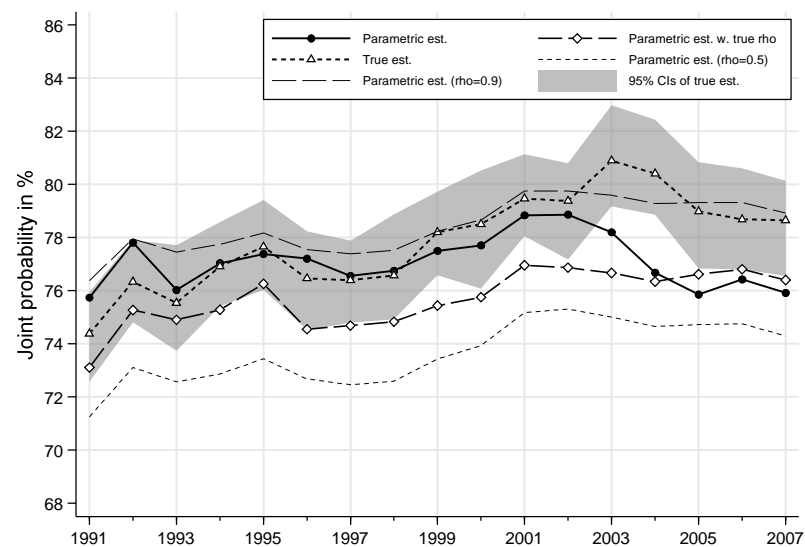 86
84
82
80
78
76
74
72
70
68
Joint probability in %
1991
1993
1995
1997
1999
2001
2003
2005
2007
Parametric est.
True est.
Parametric est. (rho=0.9)
Parametric est. w. true rho
Parametric est. (rho=0.5)
95% CIs of true est.